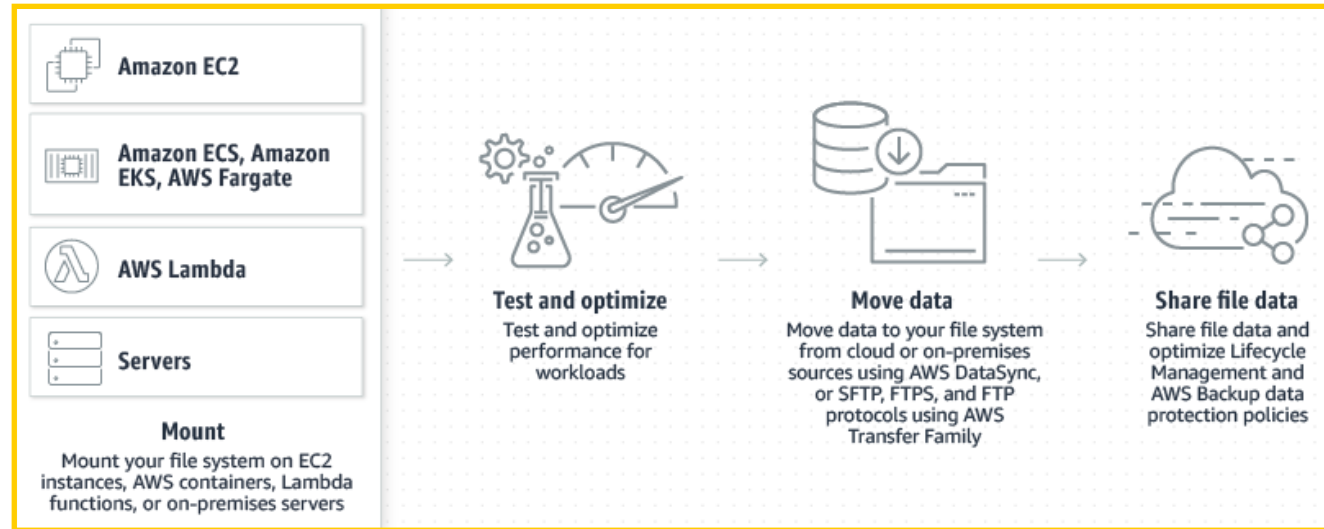 Amazon EC2
Amazon ECS, Amazon
EKS, AWS Fargate
AWS Lambda
Servers
Mount
Mount your file system on EC2
instances, AWS containers, Lambda
functions, or on-premises servers
Test and optimize
Test and optimize
performance for
workloads
Move data
Move data to your file system
from cloud or on-premises
sources using AWS DataSync,
or SFTP, FTPS, and FTP
protocols using AWS
Transfer Family
Share file data
Share file data and
optimize Lifecycle
Management and
AWS Backup data
protection policies